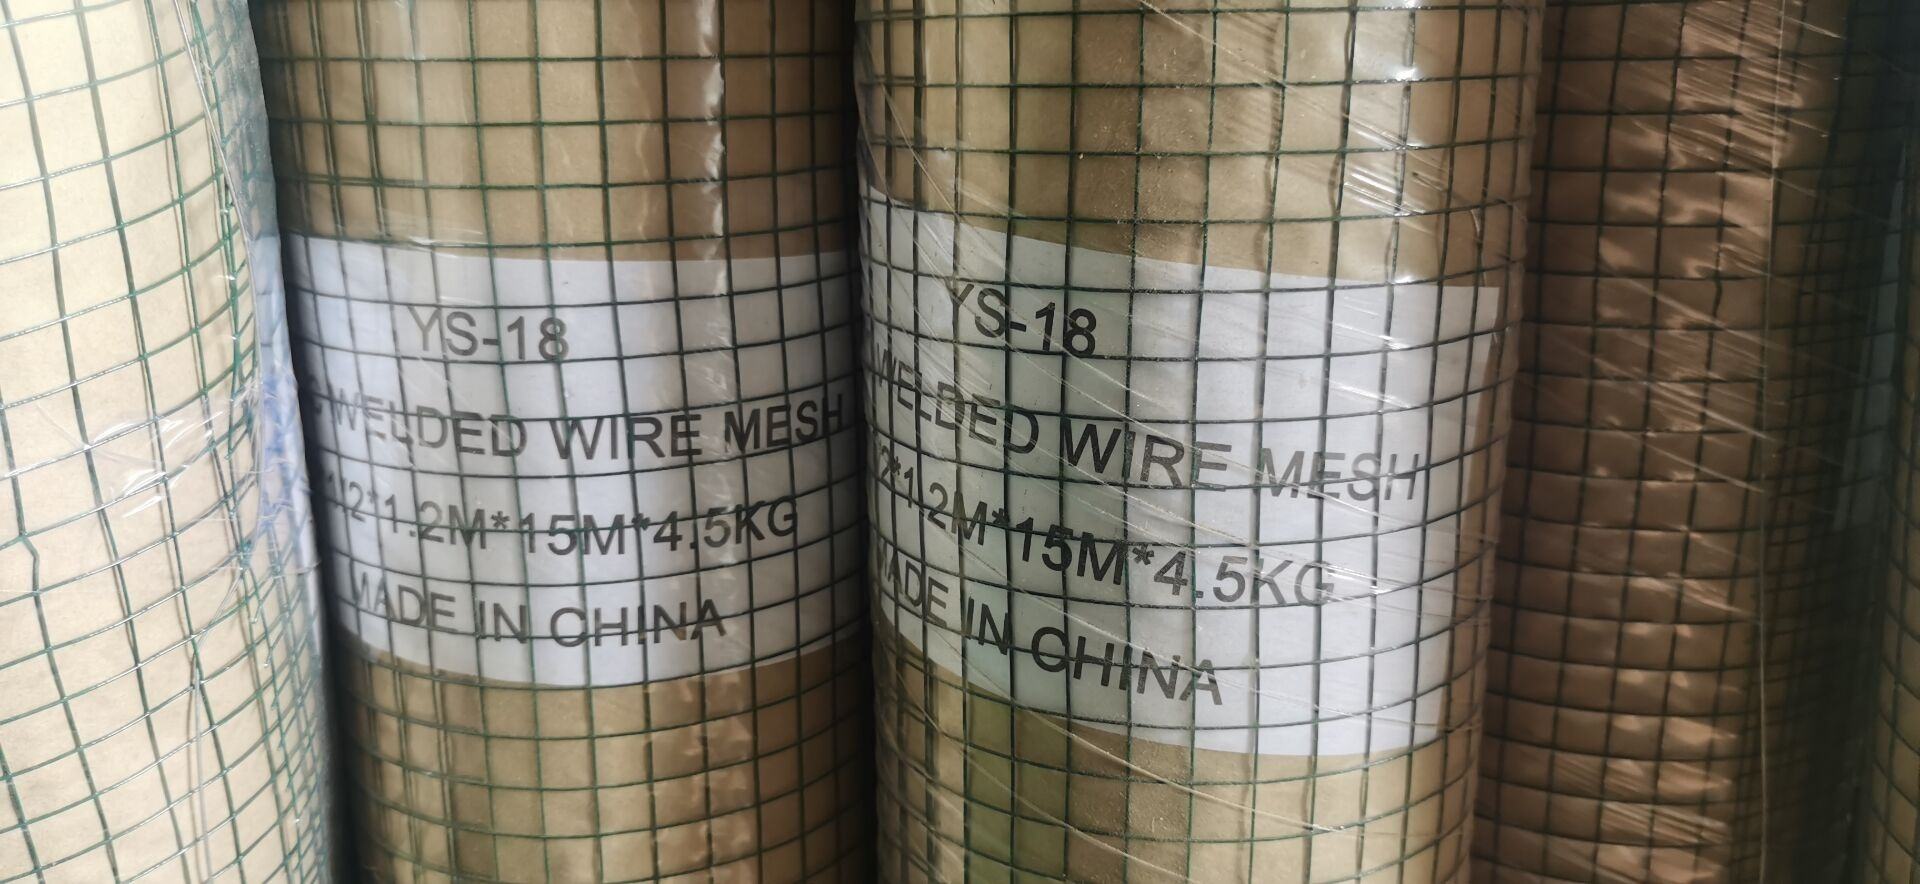 YS-18
WELDED WIRE MESH
1/2*1.2M*15M*4.5KG
MADE IN CHINA
YS-18
WELDED WIRE MESH
2*1.2M*15M*4.5KG
MADE IN CHINA